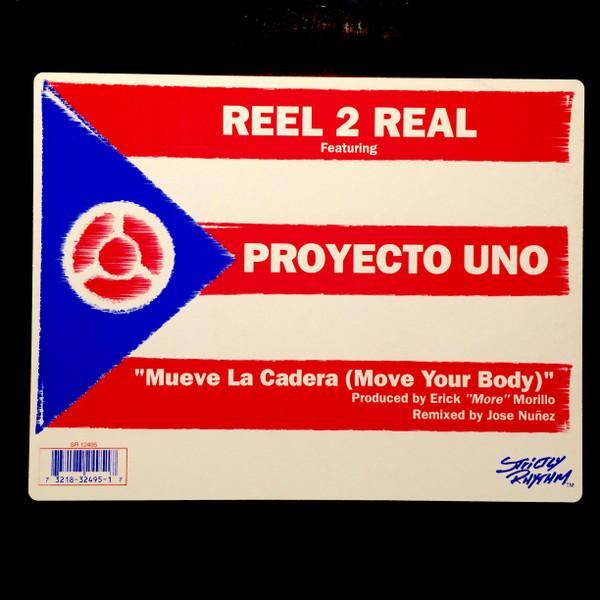 REEL 2 REAL
Featuring
PROYECTO UNO
"Mueve La Cadera (Move Your Body)"
Produced by Erick "More" Morillo
Remixed by Jose Nuñez
SR 12495
7 3218-32495-1 7
STRICTLY
RHYTHM TM